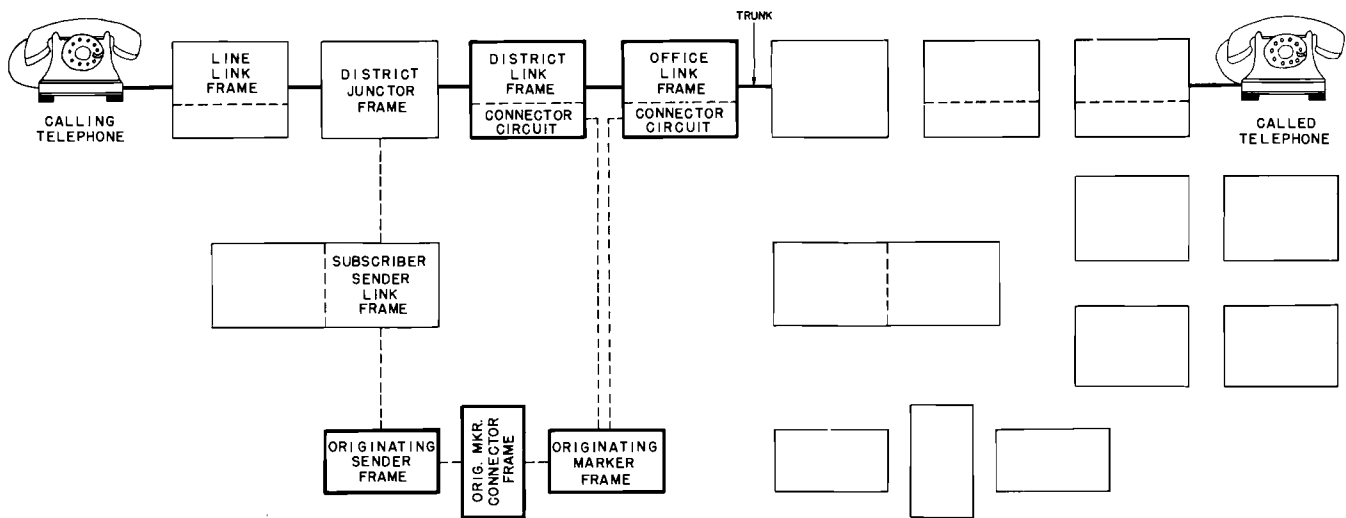 TRUNK
LINE
LINK
FRAME
DISTRICT
JUNCTOR
FRAME
DISTRICT
LINK
FRAME
CONNECTOR
CIRCUIT
OFFICE
LINK
FRAME
CONNECTOR
CIRCUIT
CALLING
TELEPHONE
CALLED
TELEPHONE
SUBSCRIBER
SENDER
LINK
FRAME
ORIGINATING
SENDER
FRAME
ORIG. MKR.
CONNECTOR
FRAME
ORIGINATING
MARKER
FRAME